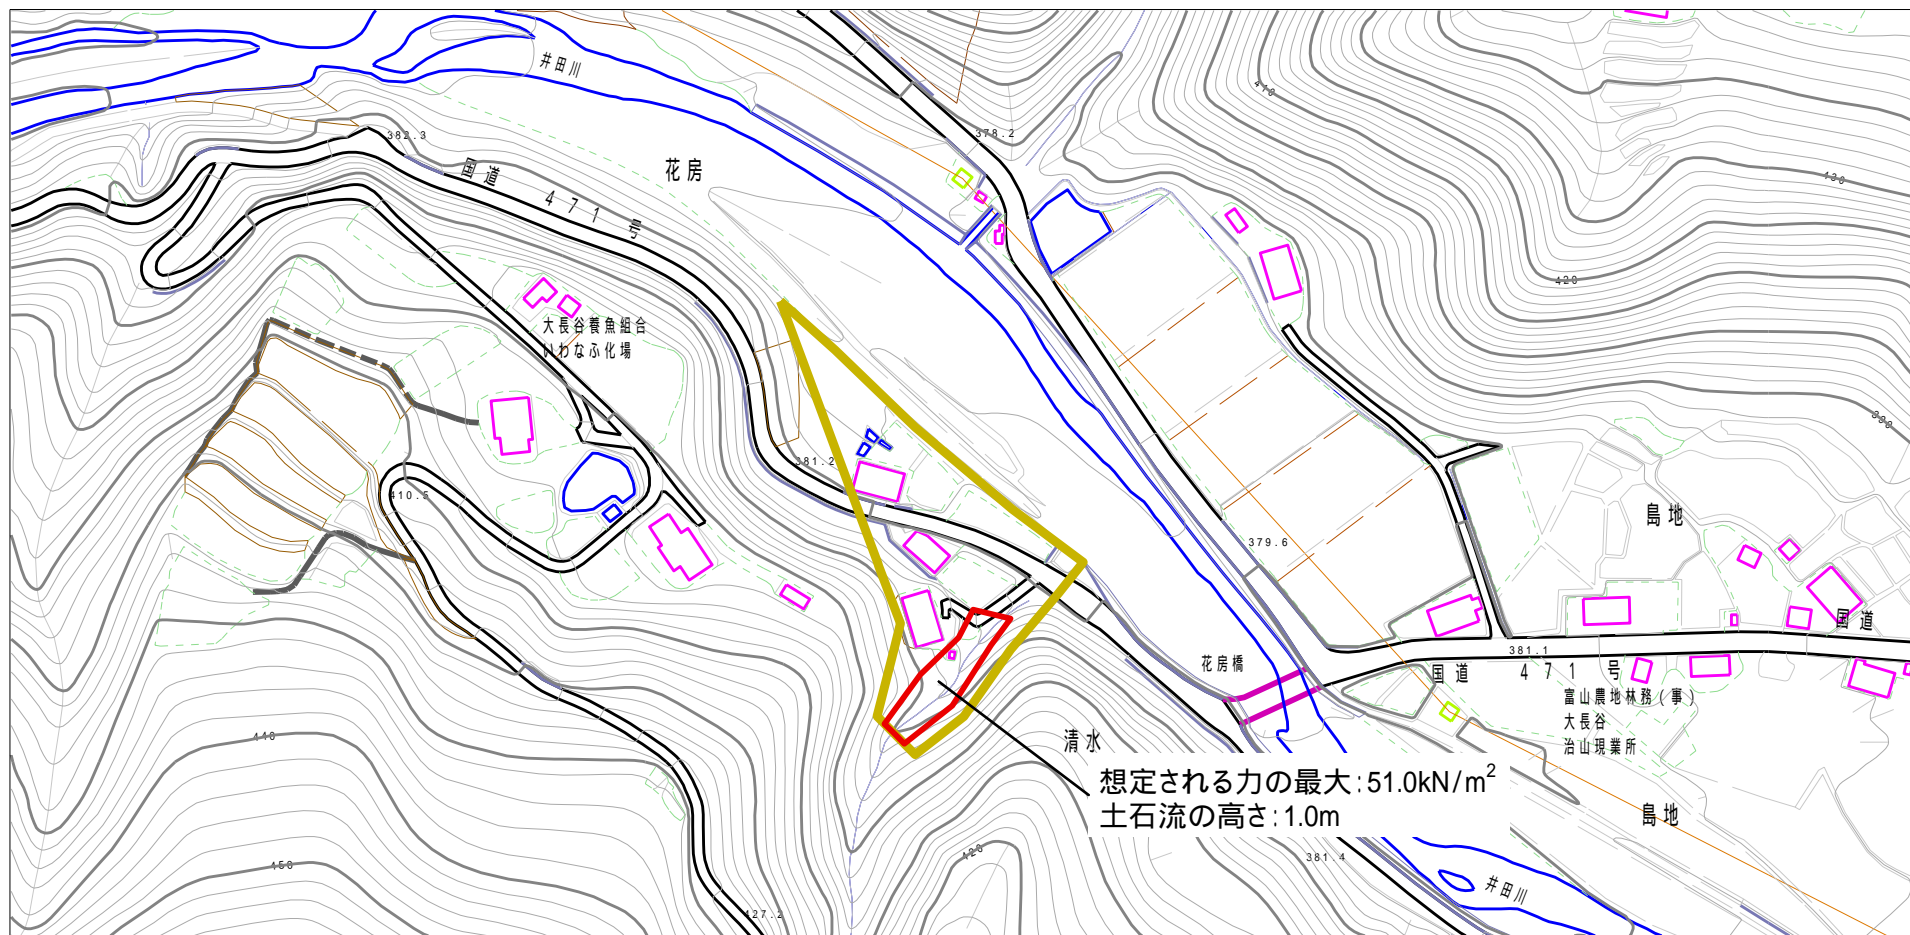 井田川
410
382.3
378.2
国道
471
号
花房
430
420
大長谷養魚組合
いわなふ化場
390
381.2
410.5
島地
379.6
国道
381.1
花房橋
国道 471号
富山農地林務(事)
大長谷
治山現業所
清水
440
想定される力の最大:51.0kN/m²
土石流の高さ:1.0m
島地
420
381.4
450
井田川
427.2